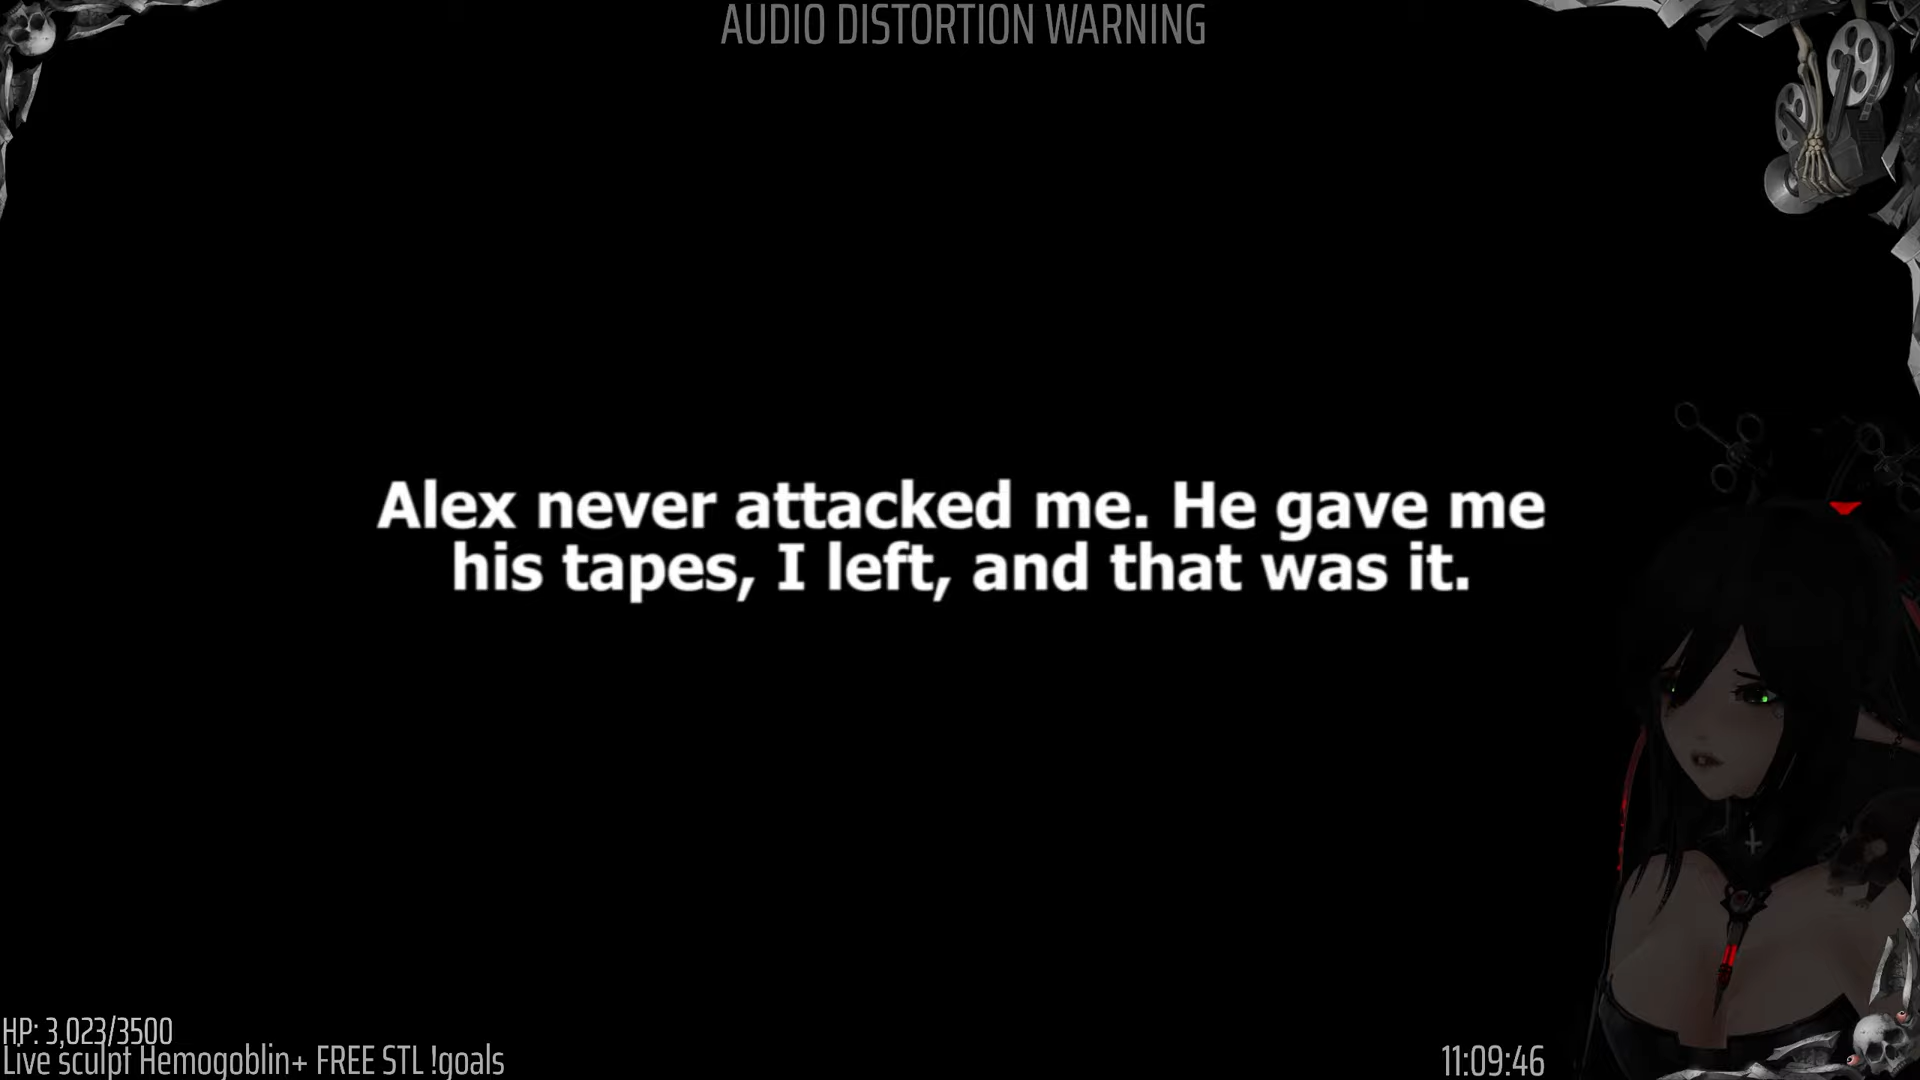 AUDIO DISTORTION WARNING
Alex never attacked me. He gave me
his tapes, I left, and that was it.
HP: 3,023/3500
Live sculpt Hemogoblin+ FREE STL !goals
11:09:46